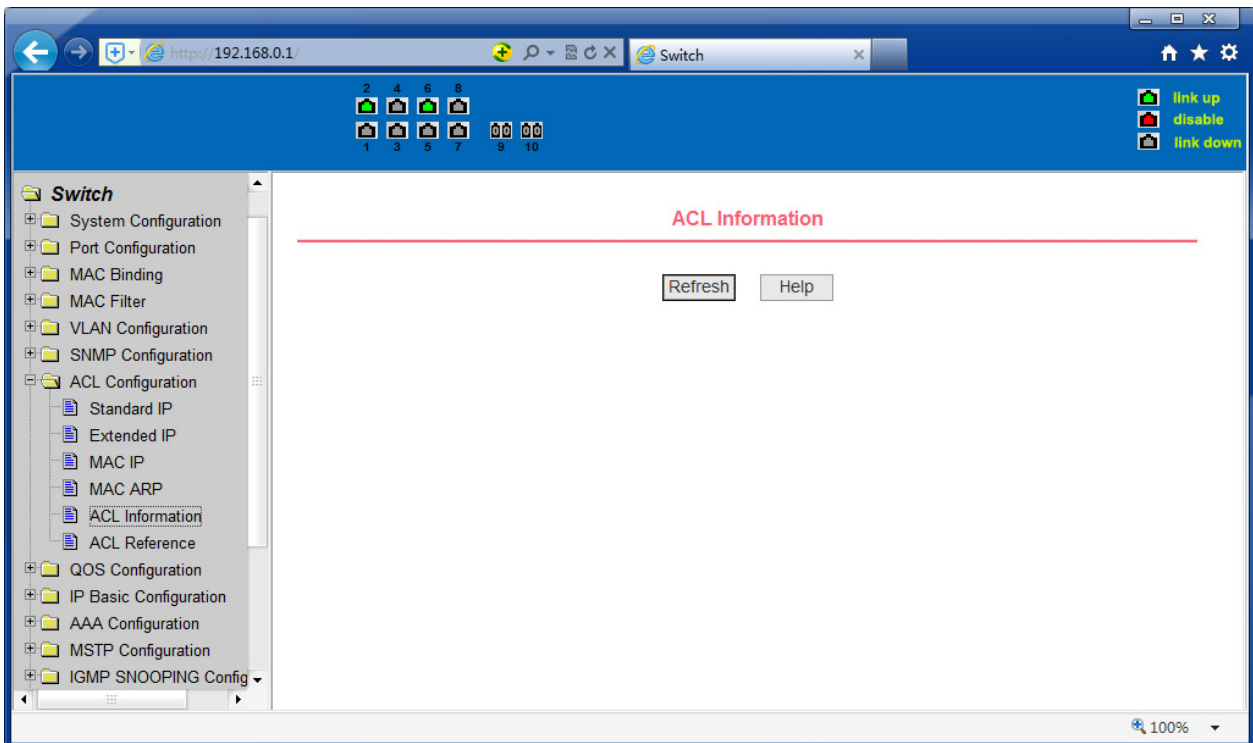 http://192.168.0.1/
Switch
2 4 6 8
1 3 5 7 9 10
link up
disable
link down
Switch
System Configuration
Port Configuration
MAC Binding
MAC Filter
VLAN Configuration
SNMP Configuration
ACL Configuration
Standard IP
Extended IP
MAC IP
MAC ARP
ACL Information
ACL Reference
QOS Configuration
IP Basic Configuration
AAA Configuration
MSTP Configuration
IGMP SNOOPING Config
ACL Information
Refresh Help
100%